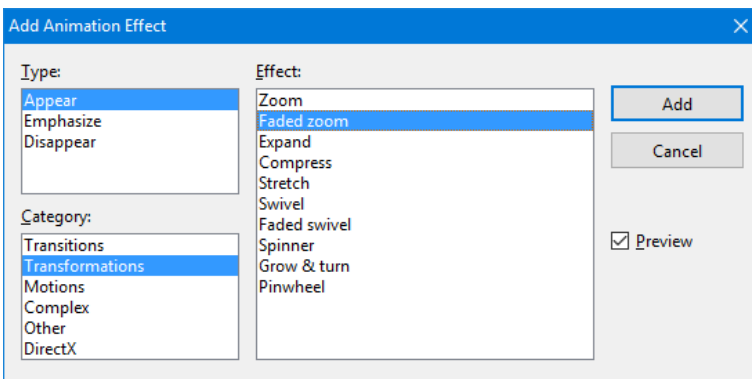 Add Animation Effect
Type:
Appear
Emphasize
Disappear
Category:
Transitions
Transformations
Motions
Complex
Other
DirectX
Effect:
Zoom
Faded zoom
Expand
Compress
Stretch
Swivel
Faded swivel
Spinner
Grow & turn
Pinwheel
Add
Cancel
Preview